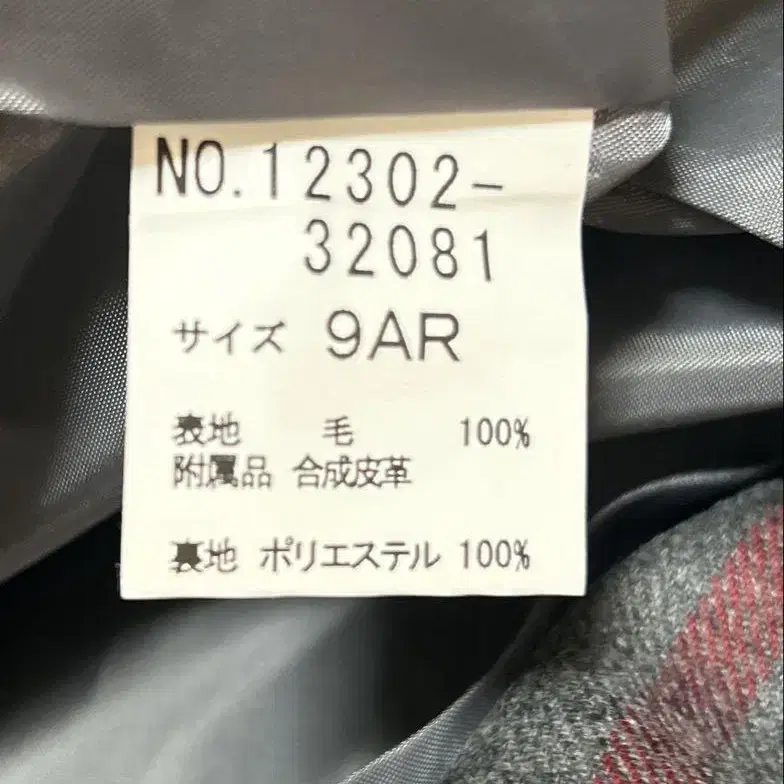 NO.12302-
32081
サイズ 9AR
表地 毛 100%
附属品 合成皮革
裏地 ポリエステル 100%